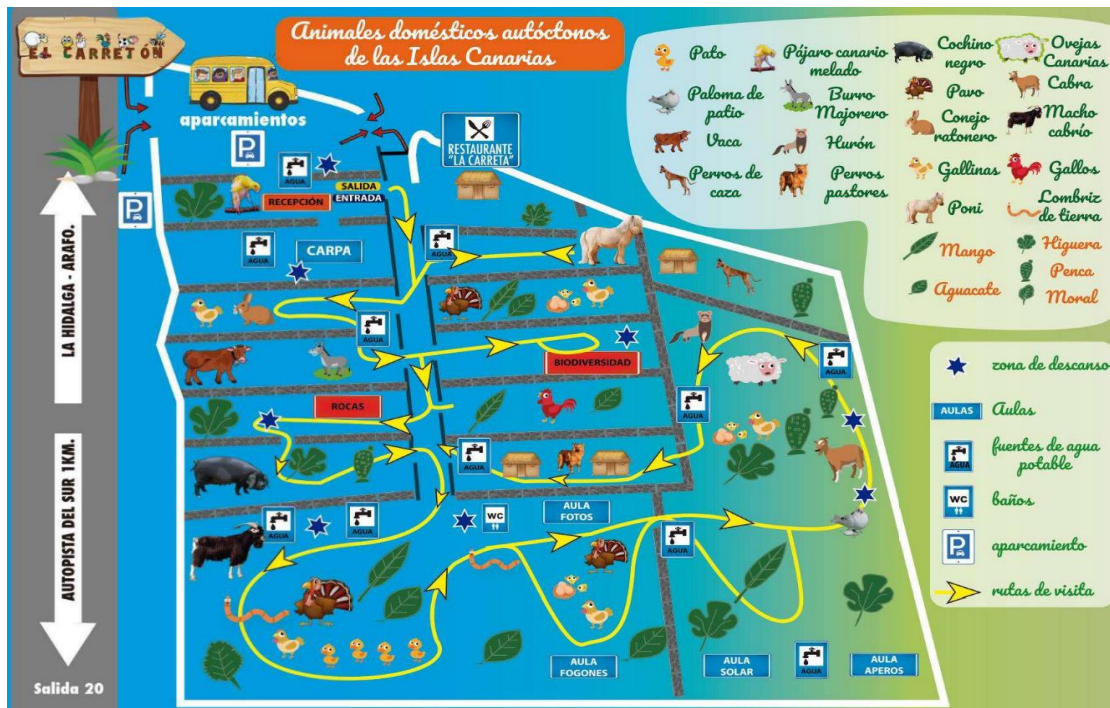 EL CARRETÓN
Animales domésticos autóctonos
de las Islas Canarias
aparcamientos
P
P
RESTAURANTE
"LA CARRETA"
AGUA
SALIDA
RECEPCIÓN
ENTRADA
AGUA
CARPA
AGUA
AGUA
BIODIVERSIDAD
AGUA
AGUA
ROCAS
AGUA
AGUA
AGUA
WC
AULA
FOTOS
AGUA
AULA
FOGONES
AULA
SOLAR
AGUA
AULA
APEROS
LA HIDALGA - ARAFO.
AUTOPISTA DEL SUR 1KM.
Salida 20
Pato
Pájaro canario
melado
Cochino
negro
Ovejas
Canarias
Paloma de
patio
Burro
Majorero
Pavo
Cabra
Vaca
Hurón
Conejo
ratonero
Macho
cabrío
Perros de
caza
Perros
pastores
Gallinas
Gallos
Poni
Lombriz
de tierra
Mango
Higuera
Penca
Aguacate
Moral
zona de descanso
AULAS
Aulas
AGUA
fuentes de agua
potable
WC
baños
P
aparcamiento
rutas de visita